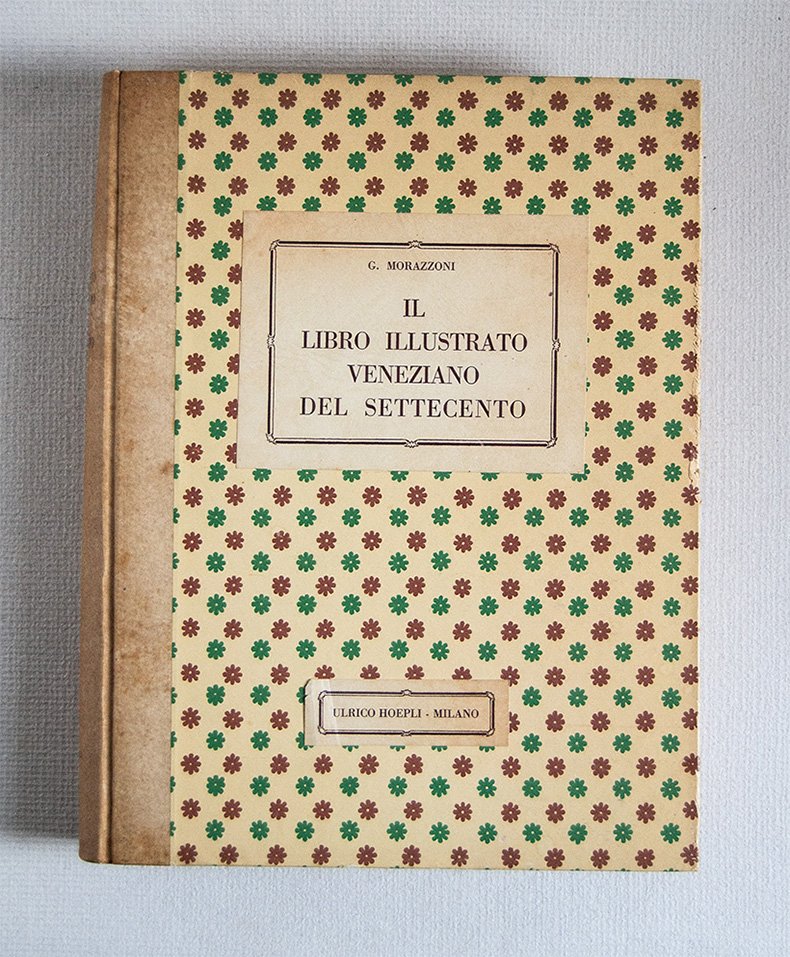 G. MORAZZONI
IL
LIBRO ILLUSTRATO
VENEZIANO
DEL SETTECENTO
ULRICO HOEPLI - MILANO